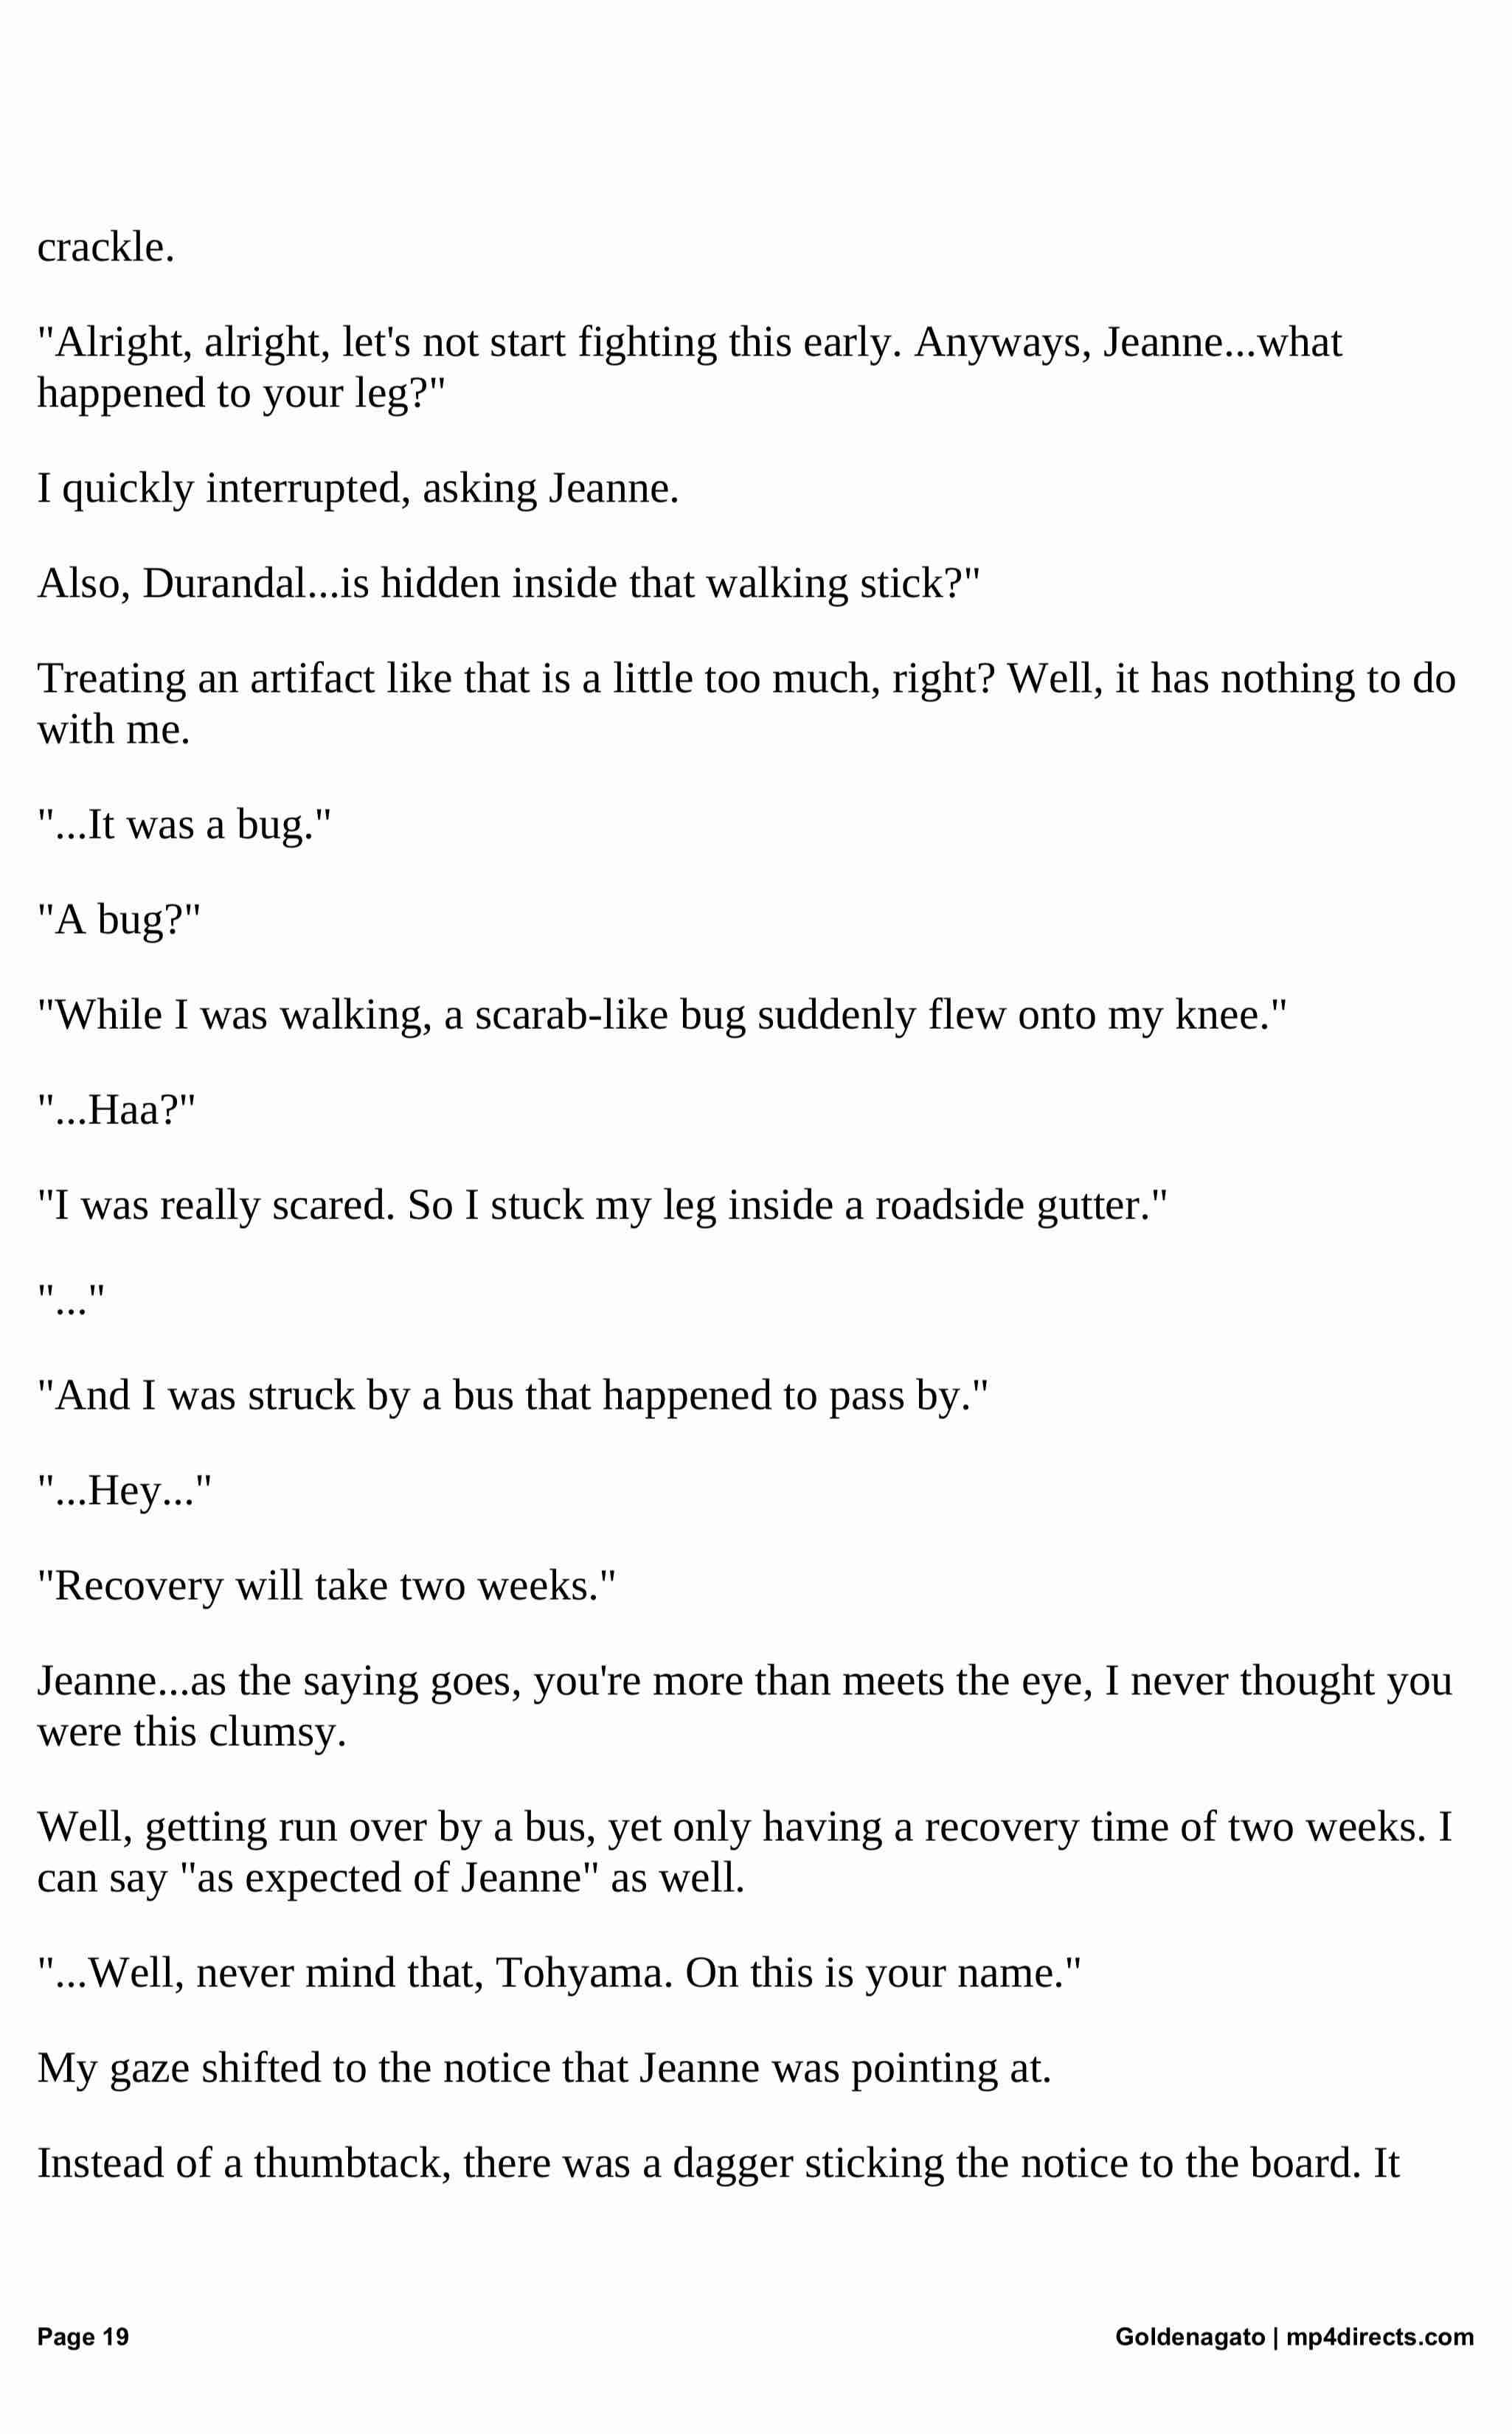 crackle.
"Alright, alright, let's not start fighting this early. Anyways, Jeanne...what
happened to your leg?"
I quickly interrupted, asking Jeanne.
Also, Durandal...is hidden inside that walking stick?"
Treating an artifact like that is a little too much, right? Well, it has nothing to do
with me.
"...It was a bug."
"A bug?"
"While I was walking, a scarab-like bug suddenly flew onto my knee."
"...Haa?"
"I was really scared. So I stuck my leg inside a roadside gutter."
"..."
"And I was struck by a bus that happened to pass by."
"...Hey..."
"Recovery will take two weeks."
Jeanne...as the saying goes, you're more than meets the eye, I never thought you
were this clumsy.
Well, getting run over by a bus, yet only having a recovery time of two weeks. I
can say "as expected of Jeanne" as well.
"...Well, never mind that, Tohyama. On this is your name."
My gaze shifted to the notice that Jeanne was pointing at.
Instead of a thumbtack, there was a dagger sticking the notice to the board. It
Page 19
Goldenagato | mp4directs.com